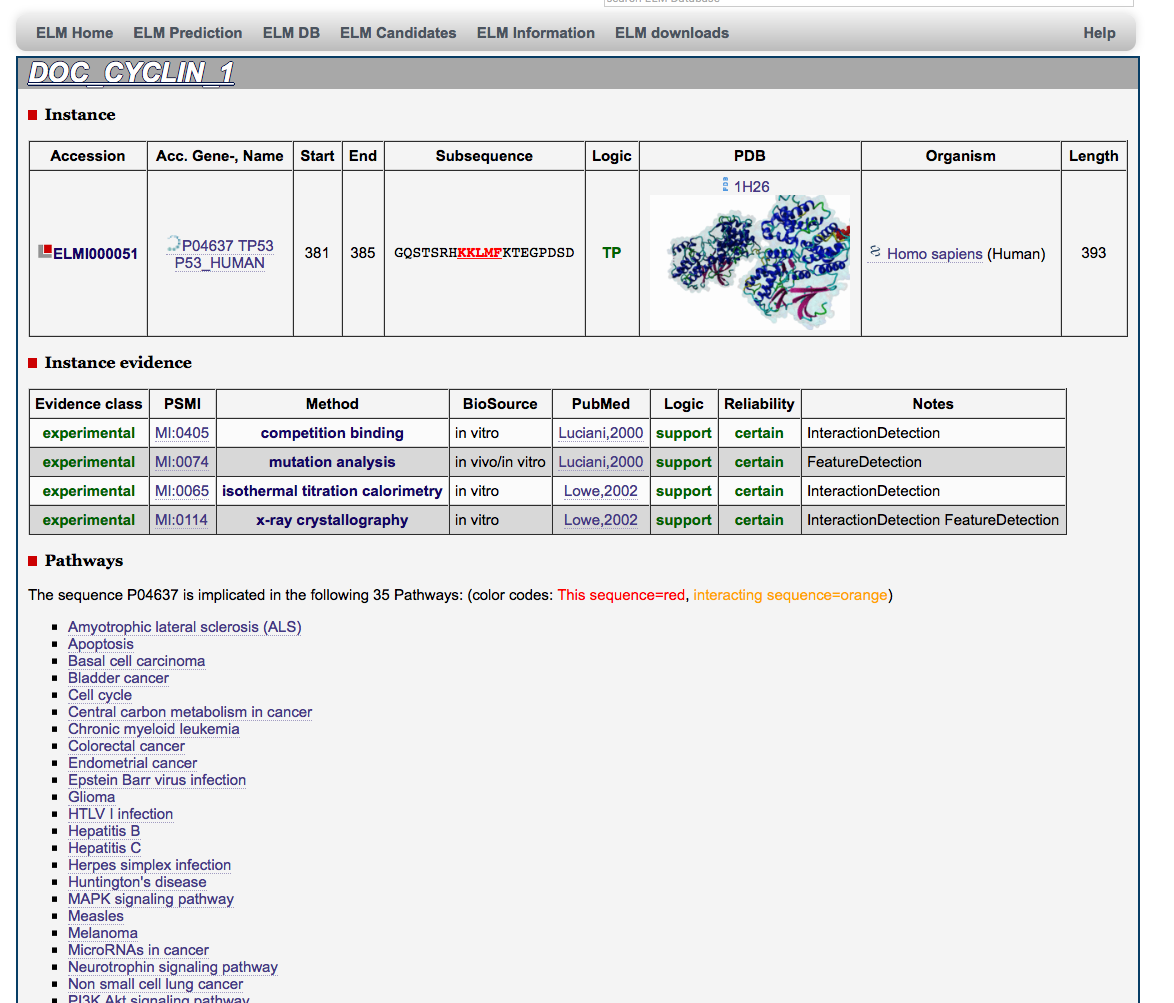 search ELM Database
ELM Home ELM Prediction ELM DB ELM Candidates ELM Information ELM downloads Help
DOC_CYCLIN_1
Instance
Accession Acc. Gene-, Name Start End Subsequence Logic PDB Organism Length
ELMI000051 P04637 TP53 P53_HUMAN 381 385 GQSTSRHKKLMFKTEGPDSD TP 1H26 Homo sapiens (Human) 393
Instance evidence
Evidence class PSMI Method BioSource PubMed Logic Reliability Notes
experimental MI:0405 competition binding in vitro Luciani,2000 support certain InteractionDetection
experimental MI:0074 mutation analysis in vivo/in vitro Luciani,2000 support certain FeatureDetection
experimental MI:0065 isothermal titration calorimetry in vitro Lowe,2002 support certain InteractionDetection
experimental MI:0114 x-ray crystallography in vitro Lowe,2002 support certain InteractionDetection FeatureDetection
Pathways
The sequence P04637 is implicated in the following 35 Pathways: (color codes: This sequence=red, interacting sequence=orange)
Amyotrophic lateral sclerosis (ALS)
Apoptosis
Basal cell carcinoma
Bladder cancer
Cell cycle
Central carbon metabolism in cancer
Chronic myeloid leukemia
Colorectal cancer
Endometrial cancer
Epstein Barr virus infection
Glioma
HTLV I infection
Hepatitis B
Hepatitis C
Herpes simplex infection
Huntington's disease
MAPK signaling pathway
Measles
Melanoma
MicroRNAs in cancer
Neurotrophin signaling pathway
Non small cell lung cancer
PI3K Akt signaling pathway